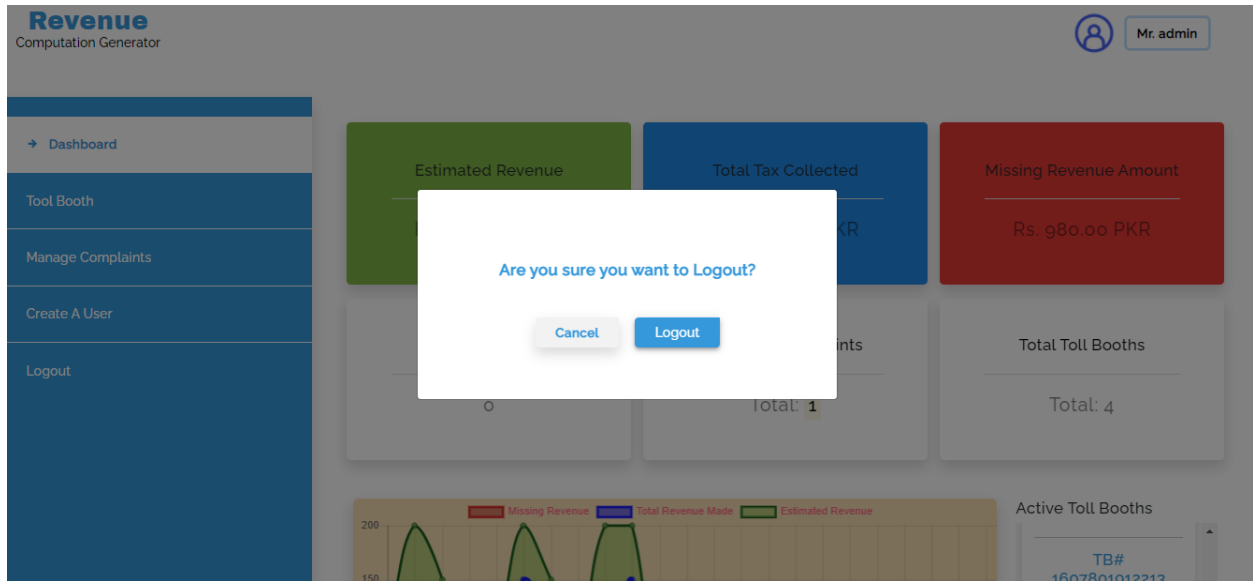 Revenue
Computation Generator
Mr. admin
Dashboard
Tool Booth
Manage Complaints
Create A User
Logout
Estimated Revenue
Total Tax Collected
Missing Revenue Amount
Rs. 980.00 PKR
Are you sure you want to Logout?
Cancel
Logout
Total Toll Booths
0
Total: 1
Total: 4
Missing Revenue
Total Revenue Made
Estimated Revenue
200
150
Active Toll Booths
TB#
1607801912213